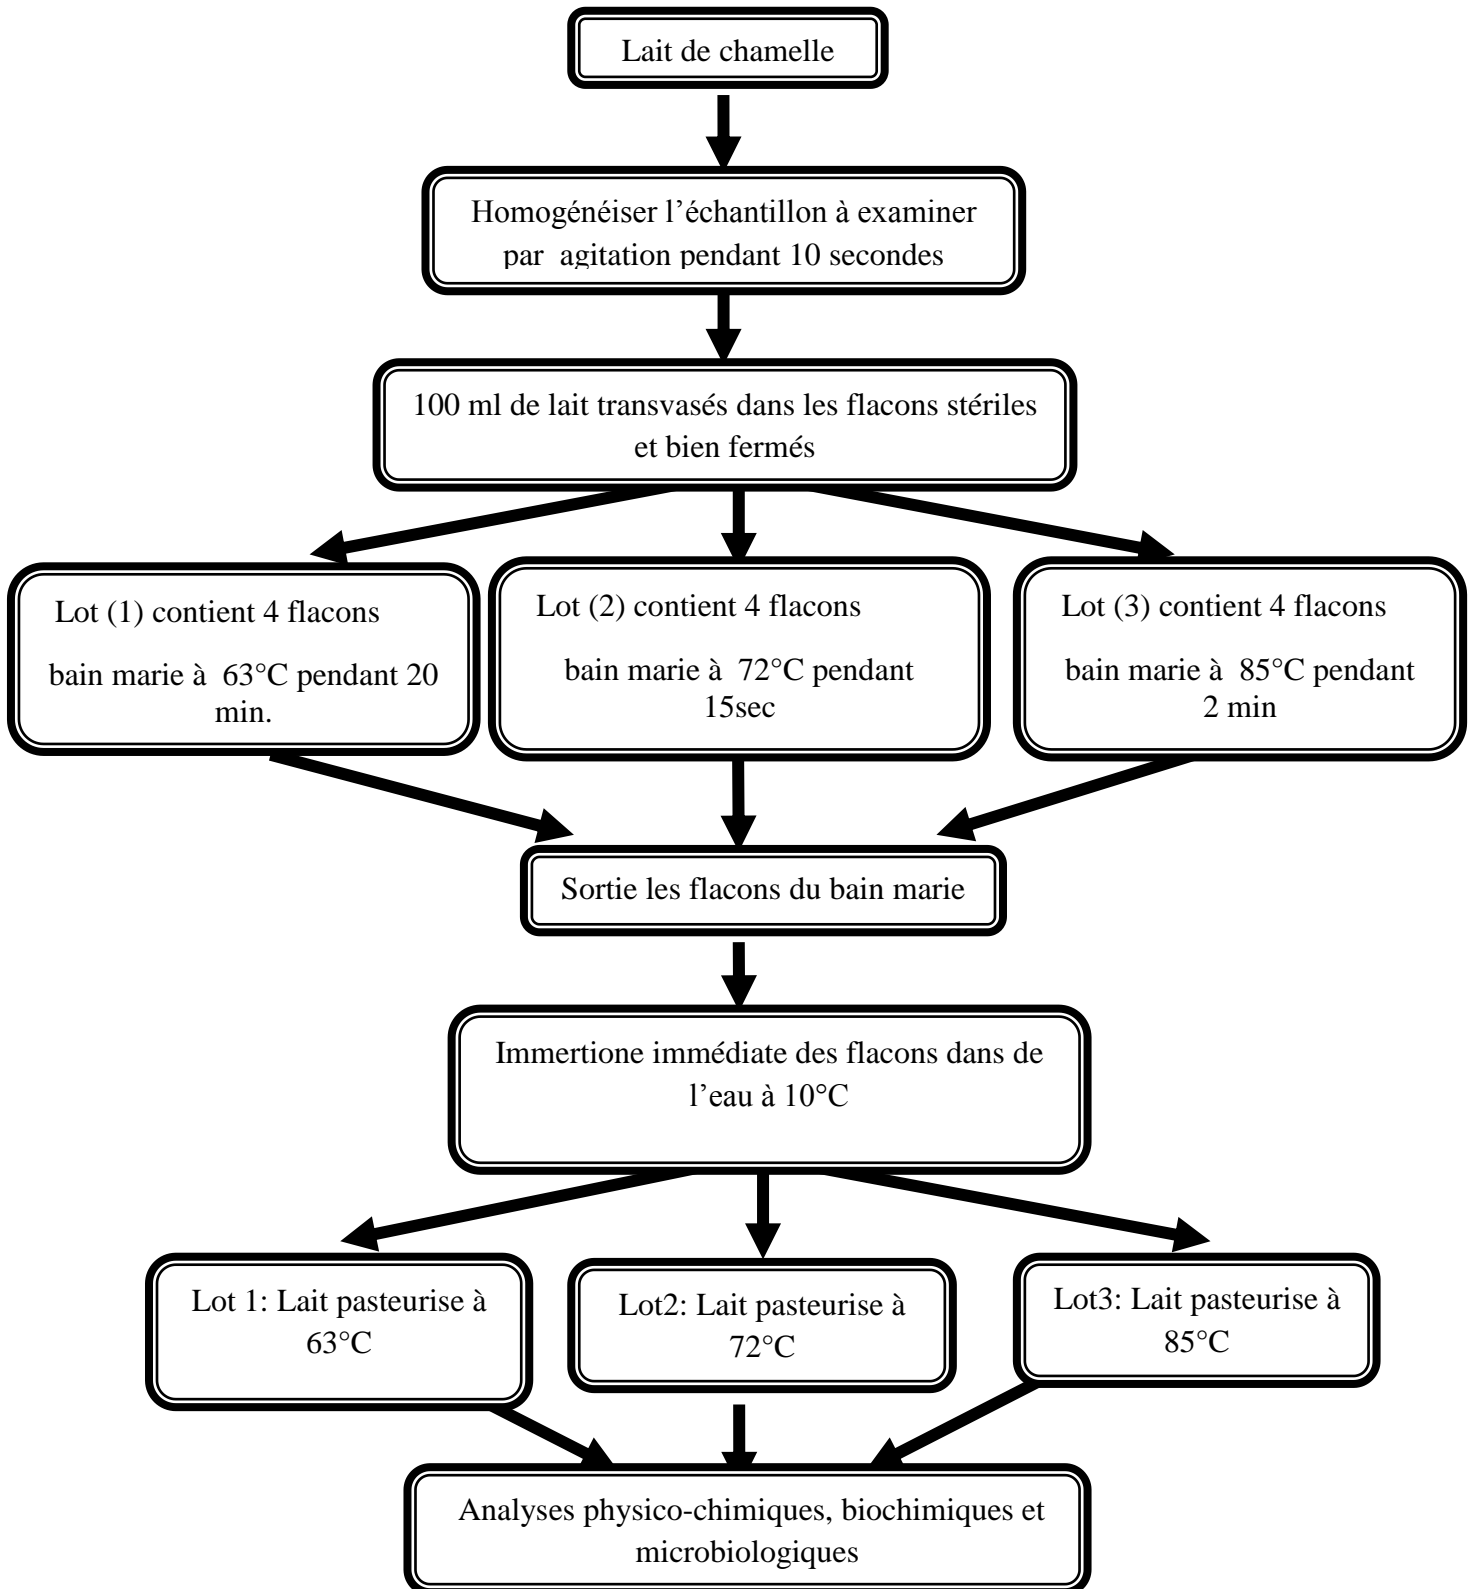 Lait de chamelle
Homogénéiser l’échantillon à examiner
par agitation pendant 10 secondes
100 ml de lait transvasés dans les flacons stériles
et bien fermés
Lot (1) contient 4 flacons
bain marie à 63°C pendant 20
min.
Lot (2) contient 4 flacons
bain marie à 72°C pendant
15sec
Lot (3) contient 4 flacons
bain marie à 85°C pendant
2 min
Sortie les flacons du bain marie
Immertione immédiate des flacons dans de
l’eau à 10°C
Lot 1: Lait pasteurise à
63°C
Lot2: Lait pasteurise à
72°C
Lot3: Lait pasteurise à
85°C
Analyses physico-chimiques, biochimiques et
microbiologiques